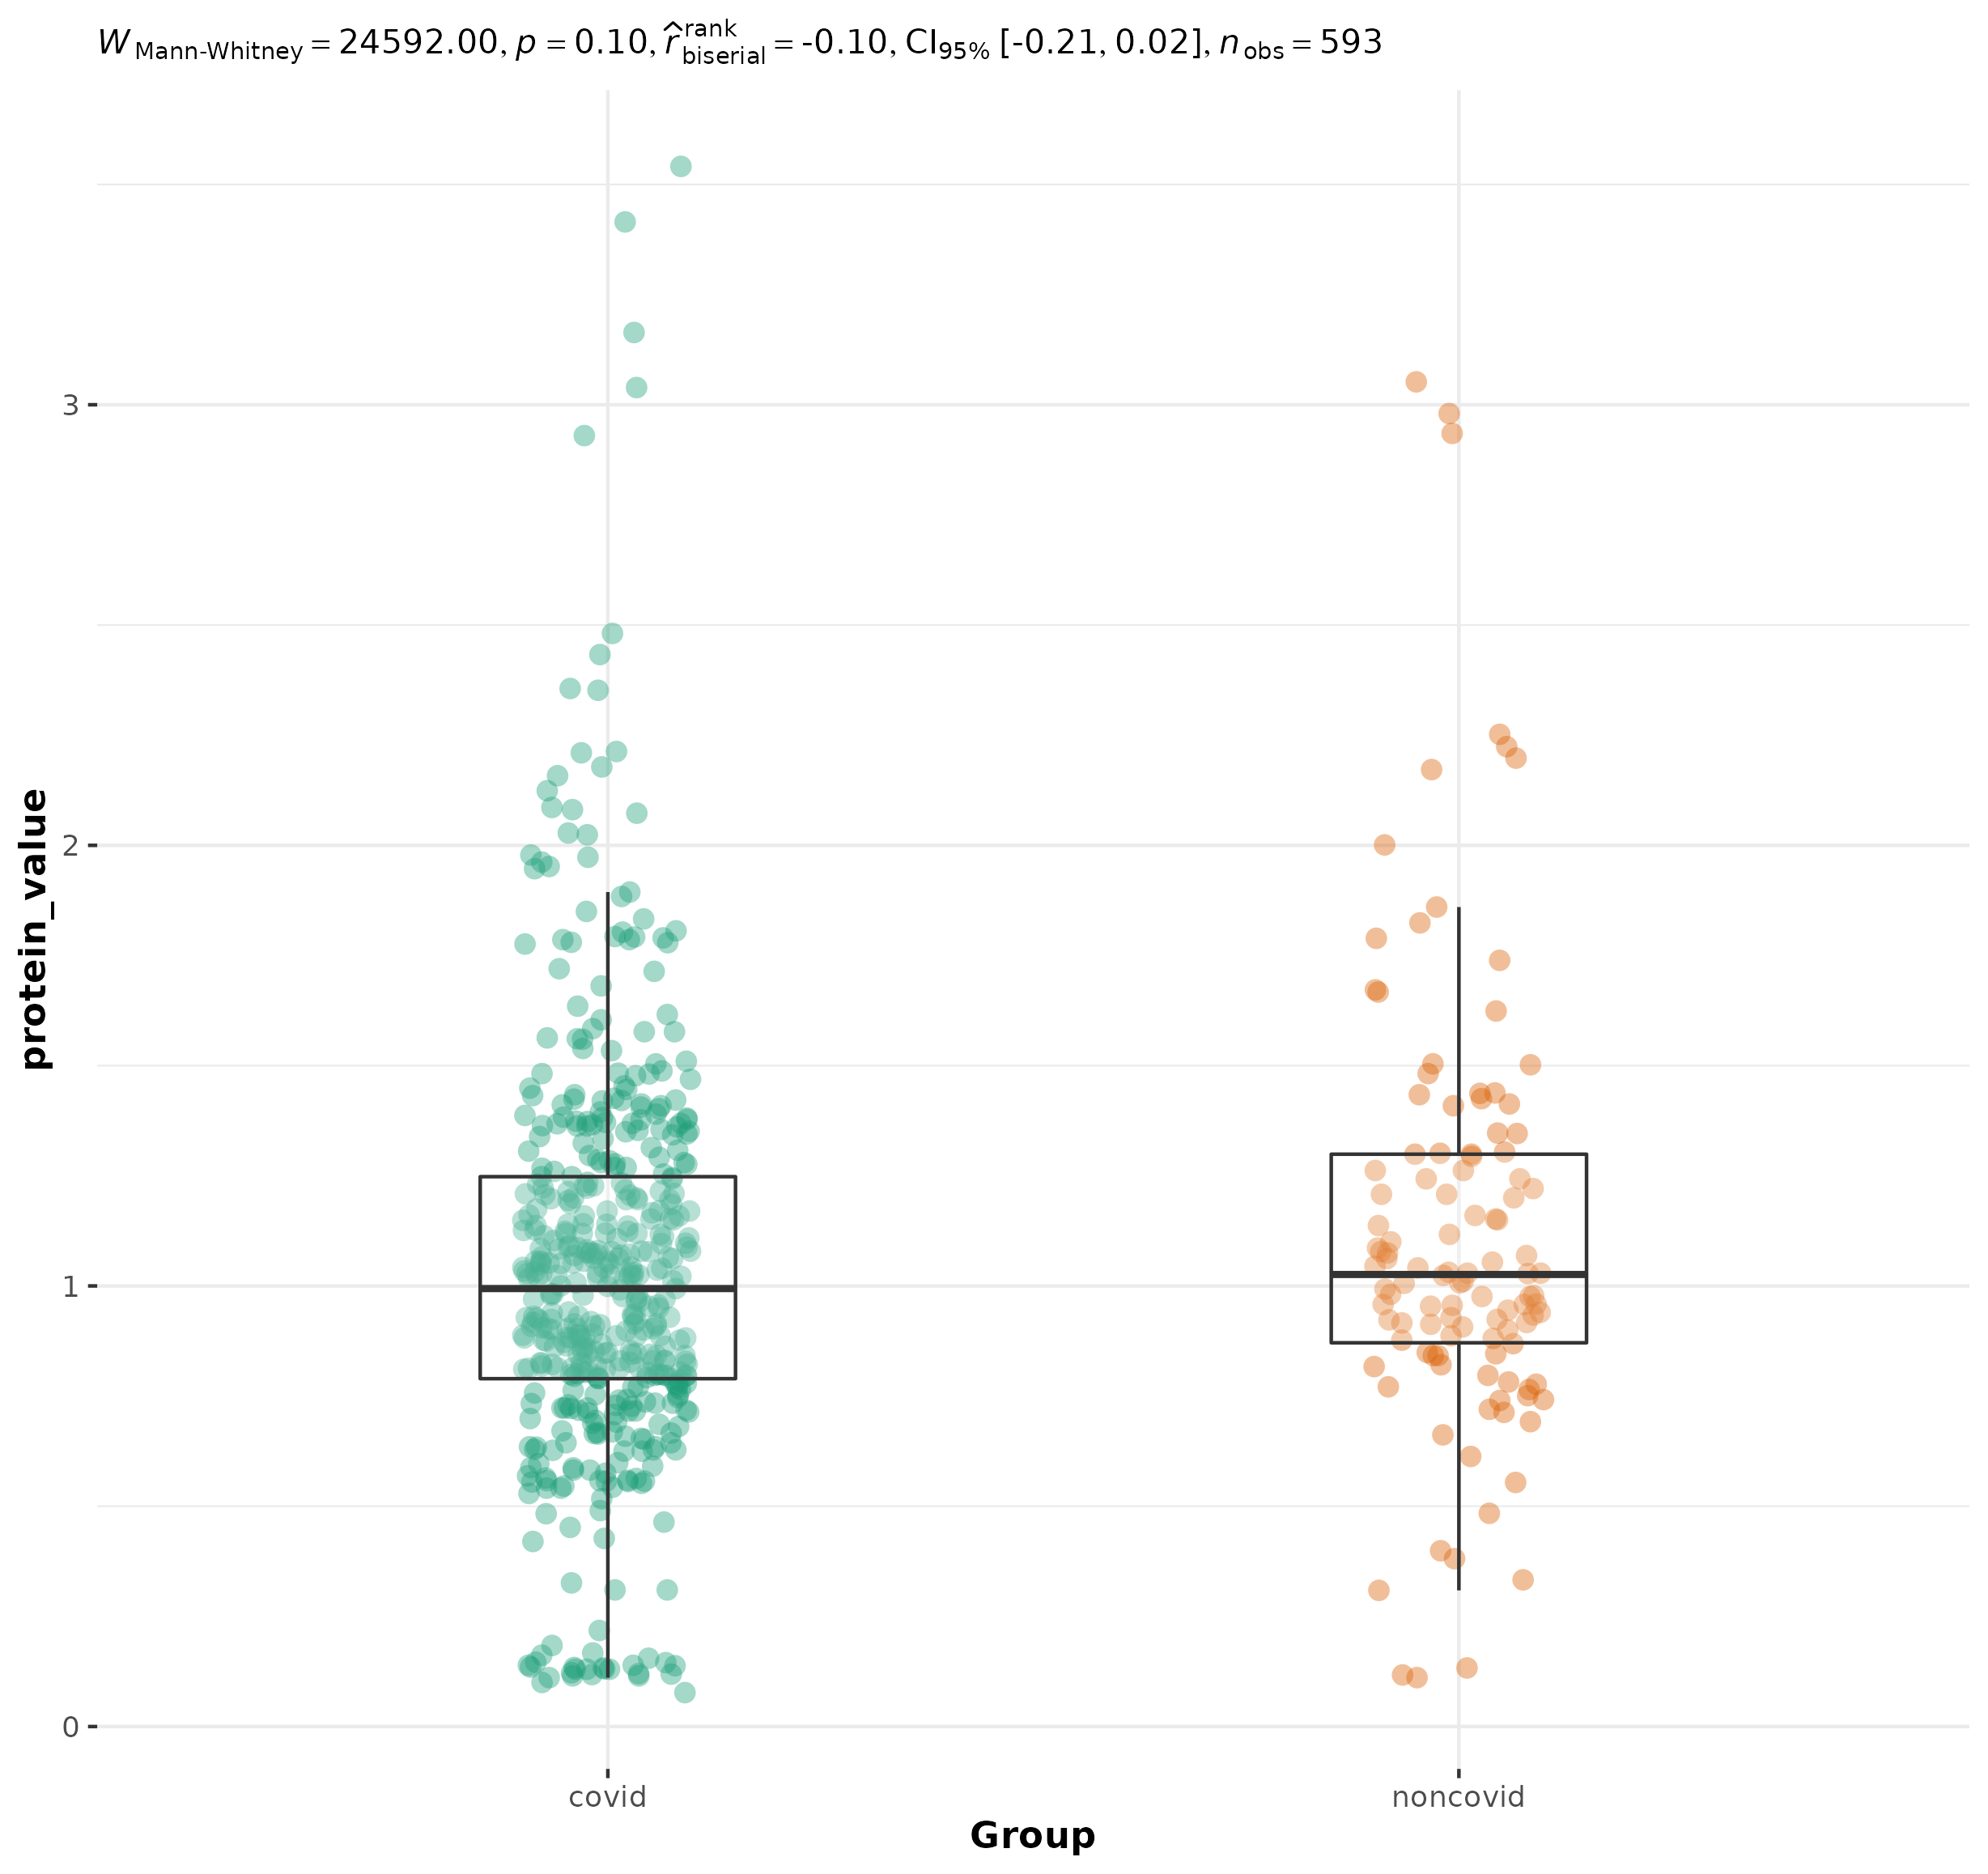 W Mann-Whitney = 24592.00, p = 0.10, r̂ rank biserial = -0.10, CI95% [-0.21, 0.02], n obs = 593
protein_value
3
2
1
0
covid noncovid
Group